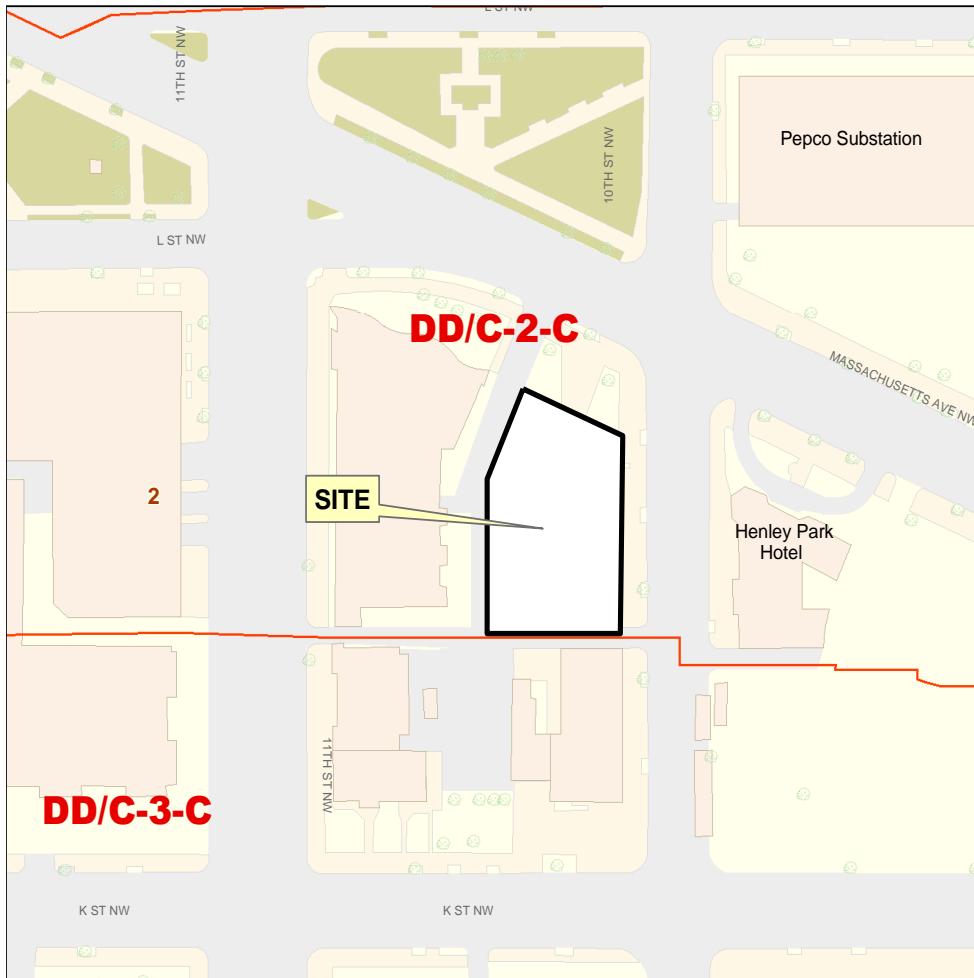 L ST NW
11TH ST NW
10TH ST NW
Pepco Substation
L ST NW
DD/C-2-C
MASSACHUSETTS AVE NW
2
SITE
Henley Park
Hotel
11TH ST NW
DD/C-3-C
K ST NW
K ST NW